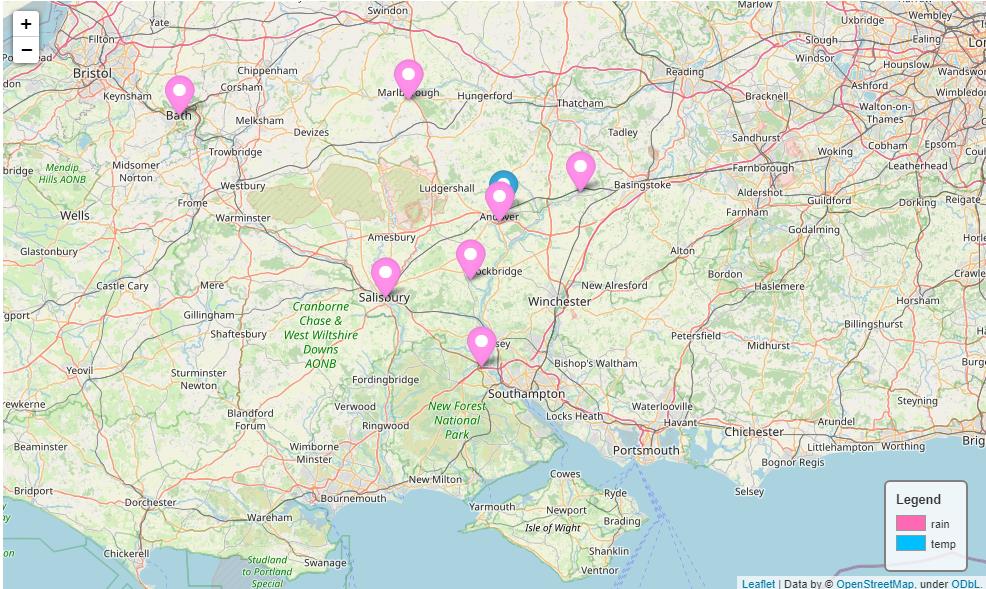 +
−
Swindon
Marlow
Yate
Uxbridge
Wembley
Filton
Slough
Ealing
Windsor
Hounslow
Bristol
Chippenham
Reading
Keynsham
Corsham
Marlborough
Hungerford
Bracknell
Ashford
Bath
Thatcham
Walton-on-
Thames
Melksham
Devizes
Tadley
Sandhurst
Cobham
Epsom
Trowbridge
Woking
Midsomer
Norton
Mendip
Hills AONB
Leatherhead
Farnborough
Westbury
Ludgershall
Basingstoke
Aldershot
Guildford
Dorking
Reigate
Frome
Wells
Warminster
Andover
Farnham
Godalming
Amesbury
Glastonbury
Alton
Bordon
Haslemere
Castle Cary
Mere
New Alresford
Salisbury
Winchester
Horsham
Cranborne
Chase &
West Wiltshire
Downs
AONB
Gillingham
Shaftesbury
Billingshurst
Petersfield
Midhurst
Yeovil
Sturminster
Newton
Fordingbridge
Bishop's Waltham
Southampton
Steyning
Verwood
New Forest
National
Park
Blandford
Forum
Ringwood
Locks Heath
Waterlooville
Havant
Arundel
Chichester
Beaminster
Wimborne
Minster
Portsmouth
Littlehampton
Worthing
Bognor Regis
New Milton
Cowes
Bridport
Dorchester
Bournemouth
Ryde
Selsey
Yarmouth
Newport
Wareham
Isle of Wight
Brading
Chickerell
Shanklin
Swanage
Studland
to Portland
Special
Ventnor
Legend
rain
temp
Leaflet | Data by © OpenStreetMap, under ODbL.